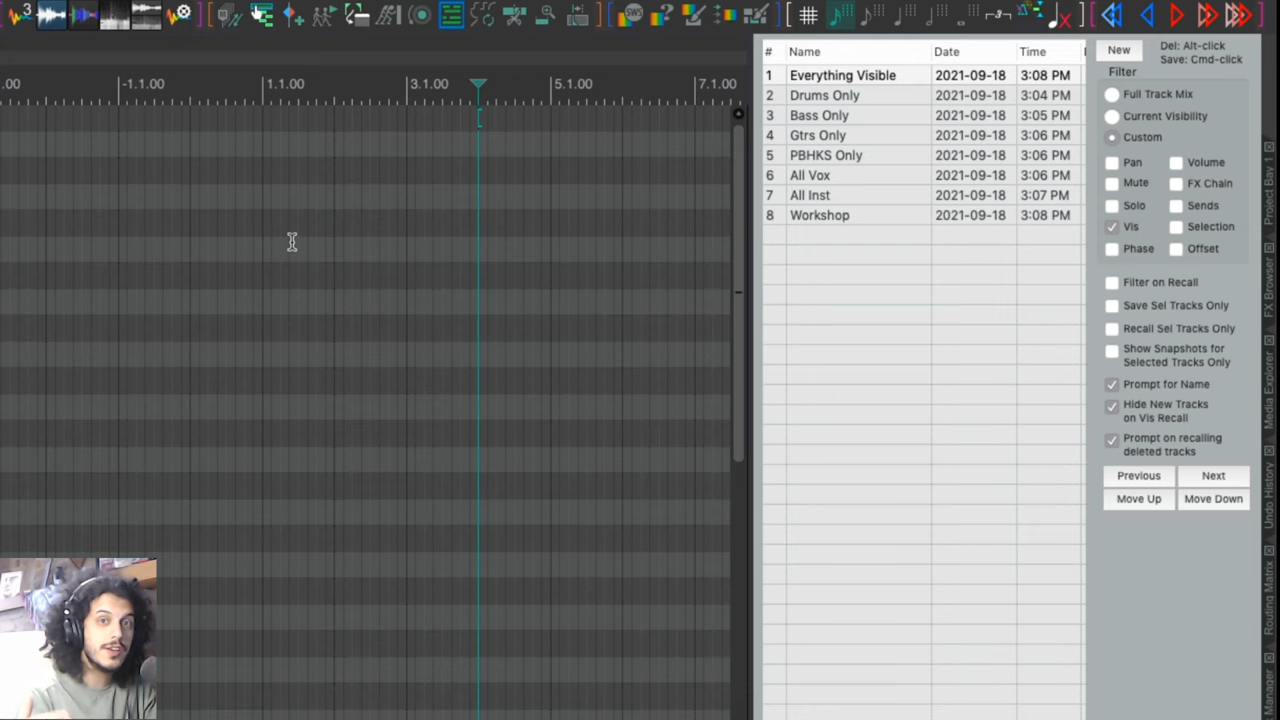 3
SWS
3
.00
-1.1.00
1.1.00
3.1.00
5.1.00
7.1.00
# Name Date Time
1 Everything Visible 2021-09-18 3:08 PM
2 Drums Only 2021-09-18 3:04 PM
3 Bass Only 2021-09-18 3:05 PM
4 Gtrs Only 2021-09-18 3:06 PM
5 PBHKS Only 2021-09-18 3:06 PM
6 All Vox 2021-09-18 3:06 PM
7 All Inst 2021-09-18 3:07 PM
8 Workshop 2021-09-18 3:08 PM
New
Del: Alt-click
Save: Cmd-click
Filter
Full Track Mix
Current Visibility
Custom
Pan Volume
Mute FX Chain
Solo Sends
Vis Selection
Phase Offset
Filter on Recall
Save Sel Tracks Only
Recall Sel Tracks Only
Show Snapshots for
Selected Tracks Only
Prompt for Name
Hide New Tracks
on Vis Recall
Prompt on recalling
deleted tracks
Previous Next
Move Up Move Down
Project Bay 1
FX Browser
Media Explorer
Undo History
Routing Matrix
Manager